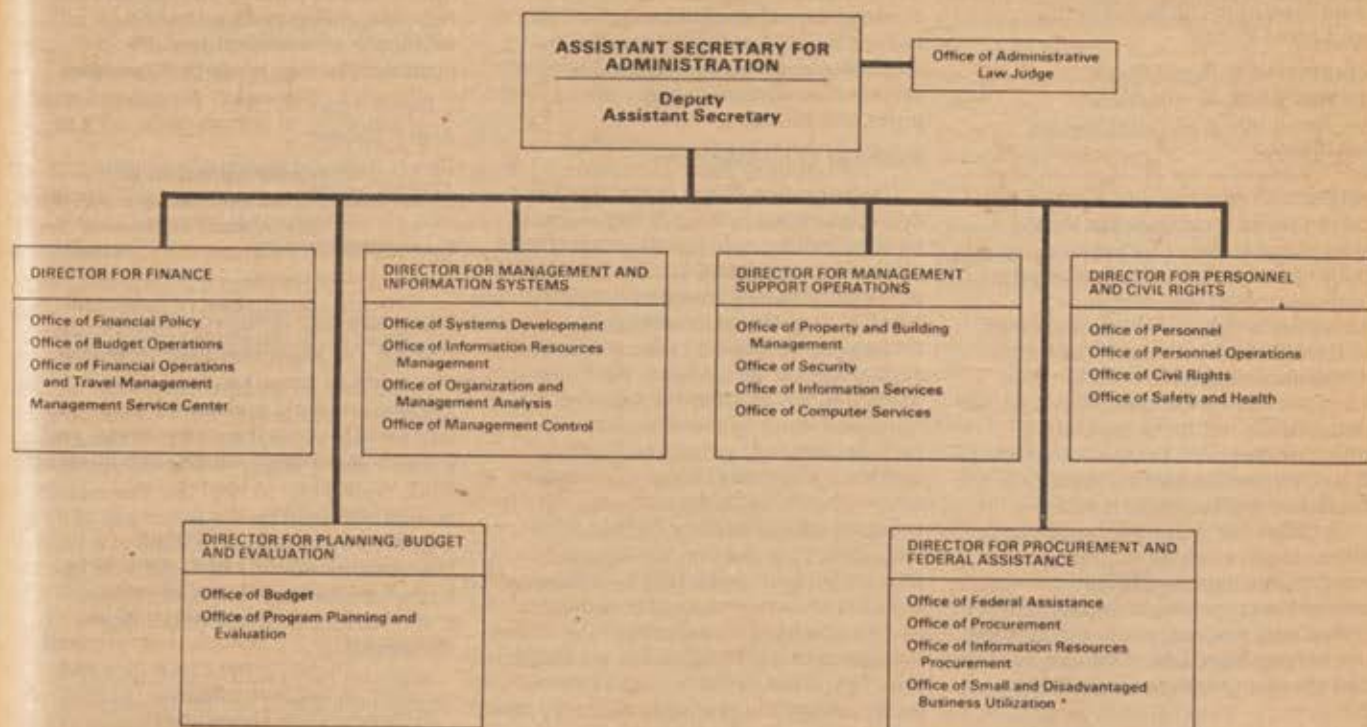 ASSISTANT SECRETARY FOR
ADMINISTRATION
Deputy
Assistant Secretary
Office of Administrative
Law Judge
DIRECTOR FOR FINANCE
Office of Financial Policy
Office of Budget Operations
Office of Financial Operations
and Travel Management
Management Service Center
DIRECTOR FOR MANAGEMENT AND
INFORMATION SYSTEMS
Office of Systems Development
Office of Information Resources
Management
Office of Organization and
Management Analysis
Office of Management Control
DIRECTOR FOR MANAGEMENT
SUPPORT OPERATIONS
Office of Property and Building
Management
Office of Security
Office of Information Services
Office of Computer Services
DIRECTOR FOR PERSONNEL
AND CIVIL RIGHTS
Office of Personnel
Office of Personnel Operations
Office of Civil Rights
Office of Safety and Health
DIRECTOR FOR PLANNING, BUDGET
AND EVALUATION
Office of Budget
Office of Program Planning and
Evaluation
DIRECTOR FOR PROCUREMENT AND
FEDERAL ASSISTANCE
Office of Federal Assistance
Office of Procurement
Office of Information Resources
Procurement
Office of Small and Disadvantaged
Business Utilization *